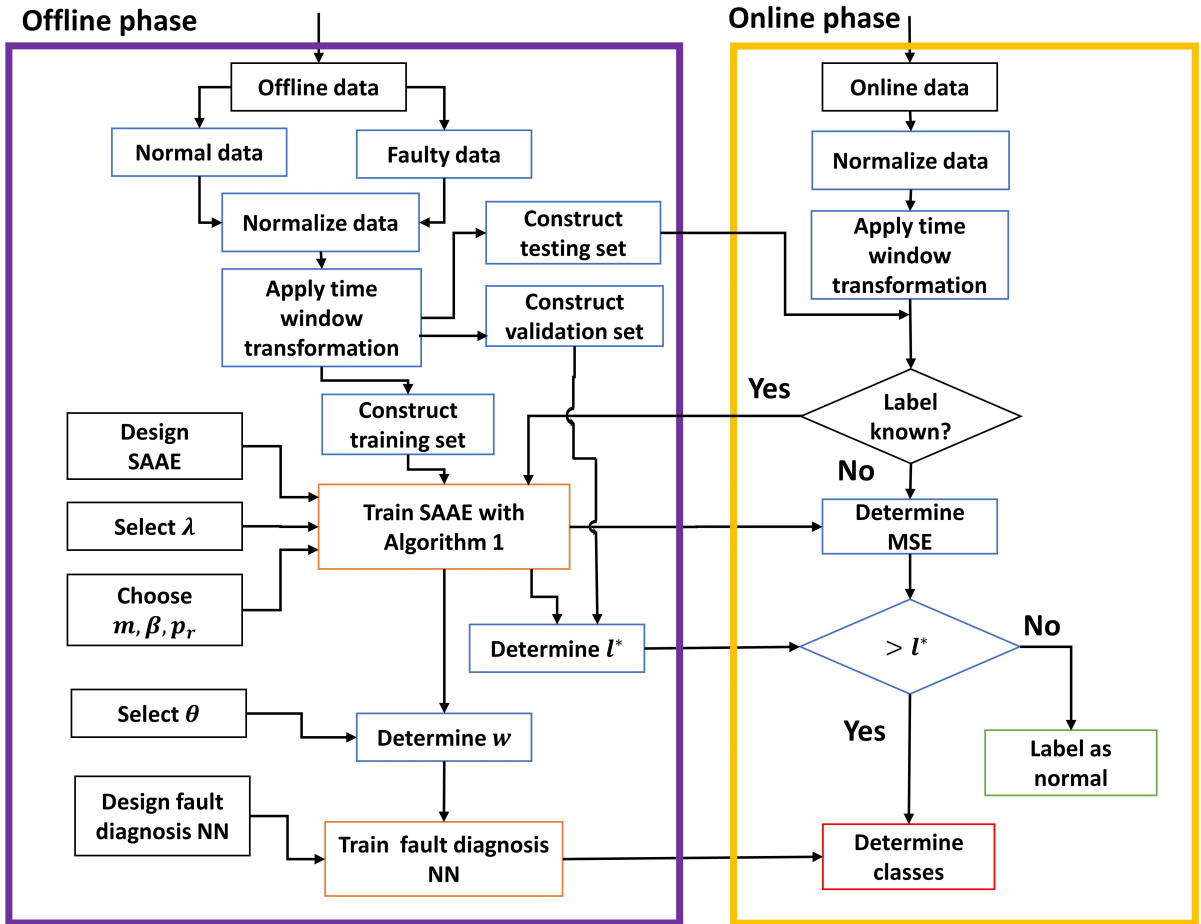 Offline phase
Offline data
Normal data
Faulty data
Normalize data
Construct
testing set
Apply time
window
transformation
Construct
validation set
Construct
training set
Design
SAAE
Select λ
Choose
m, β, pᵣ
Train SAAE with
Algorithm 1
Determine l*
Select θ
Determine w
Design fault
diagnosis NN
Train fault diagnosis
NN
Online phase
Online data
Normalize data
Apply time
window
transformation
Yes
Label
known?
No
Determine
MSE
> l*
No
Yes
Label as
normal
Determine
classes